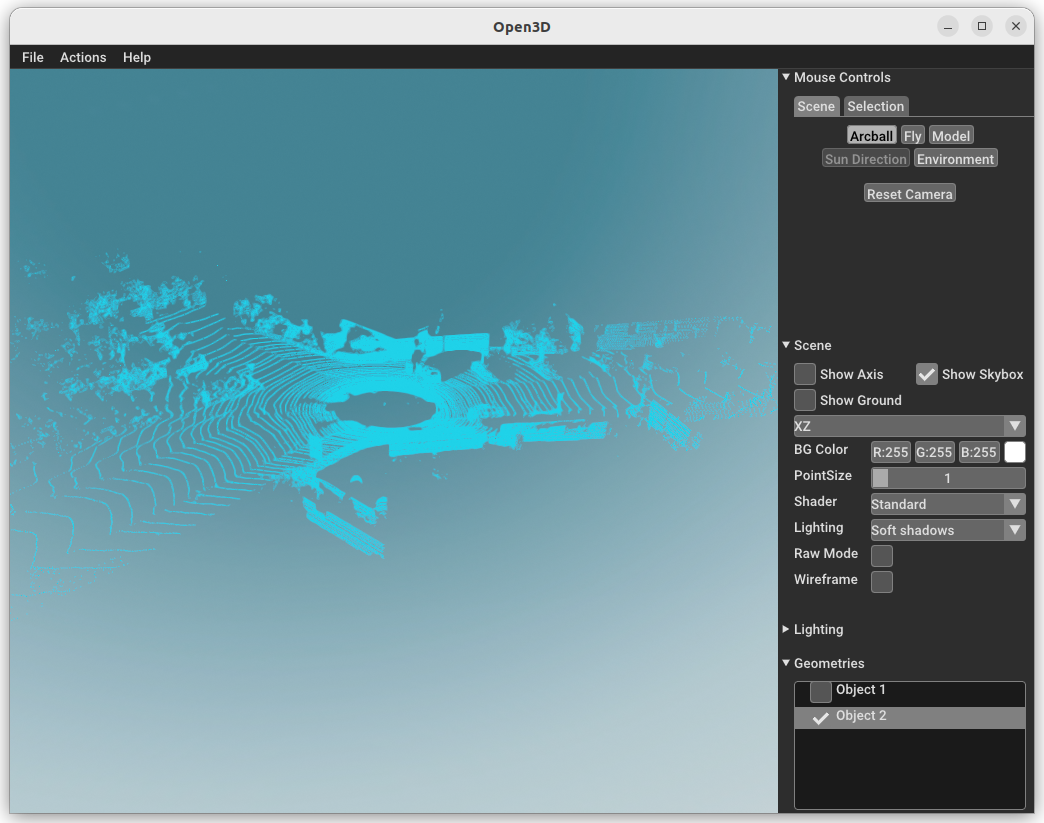 Open3D
File Actions Help
Mouse Controls
Scene Selection
Arcball Fly Model
Sun Direction Environment
Reset Camera
Scene
Show Axis Show Skybox
Show Ground
XZ
BG Color R:255 G:255 B:255
PointSize 1
Shader Standard
Lighting Soft shadows
Raw Mode
Wireframe
Lighting
Geometries
Object 1
Object 2